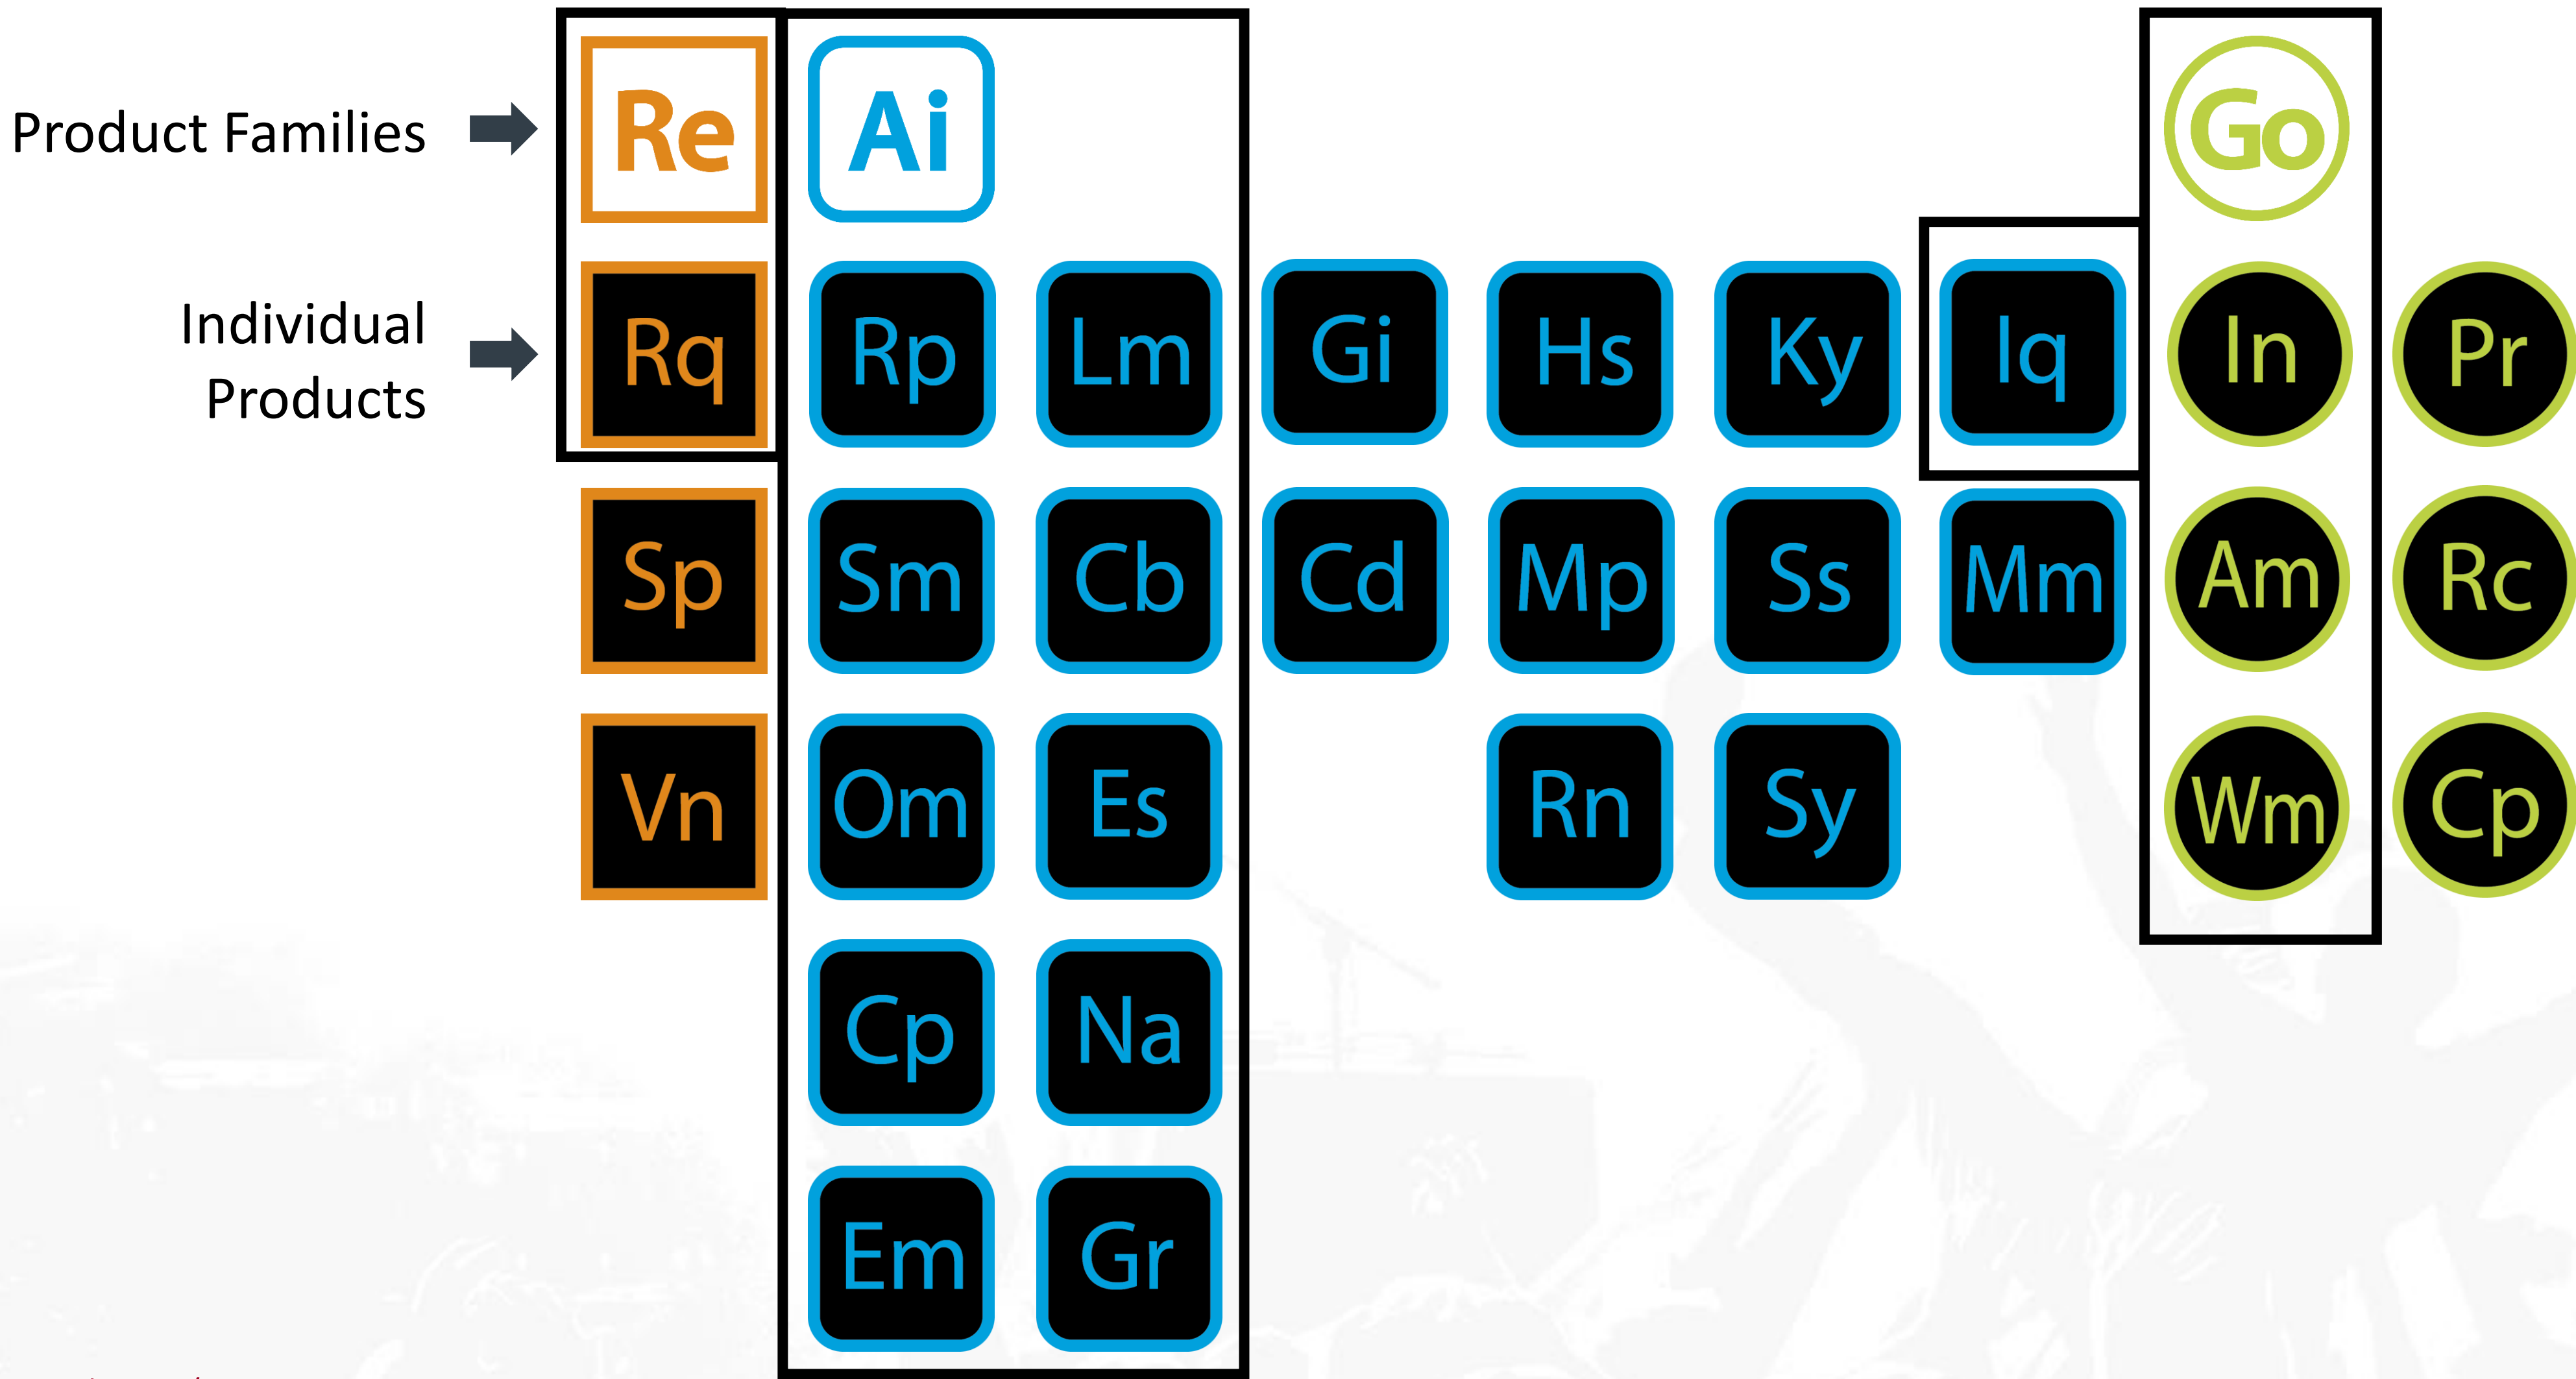 Product Families
Re
Ai
Go
Individual
Products
Rq
Rp
Lm
Gi
Hs
Ky
Iq
In
Pr
Sp
Sm
Cb
Cd
Mp
Ss
Mm
Am
Rc
Vn
Om
Es
Rn
Sy
Wm
Cp
Cp
Na
Em
Gr